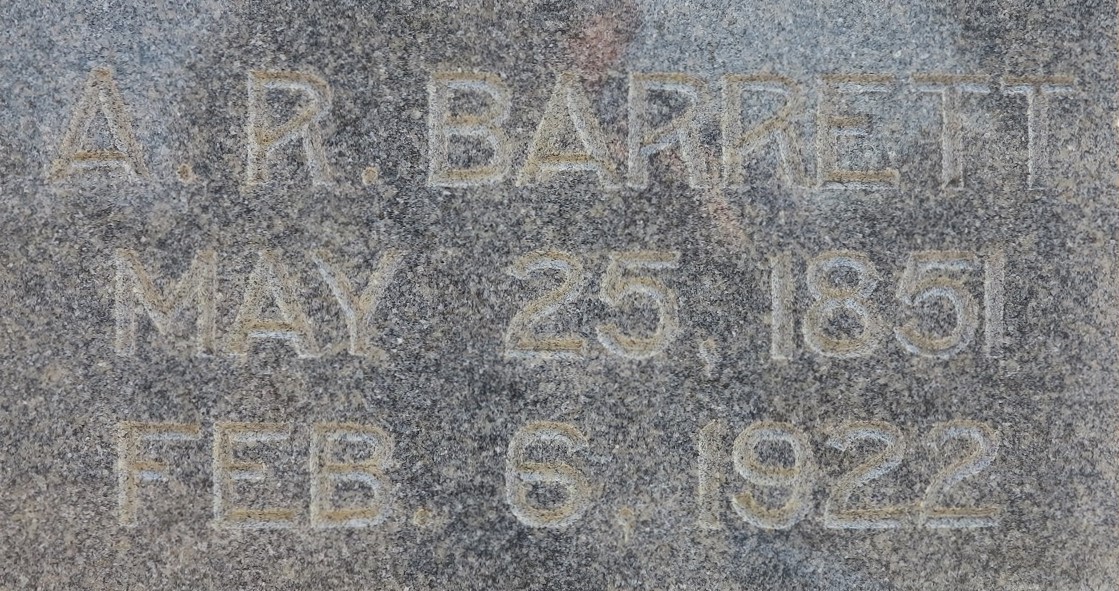 A. R. BARRETT
MAY 25, 1851
FEB. 6, 1922